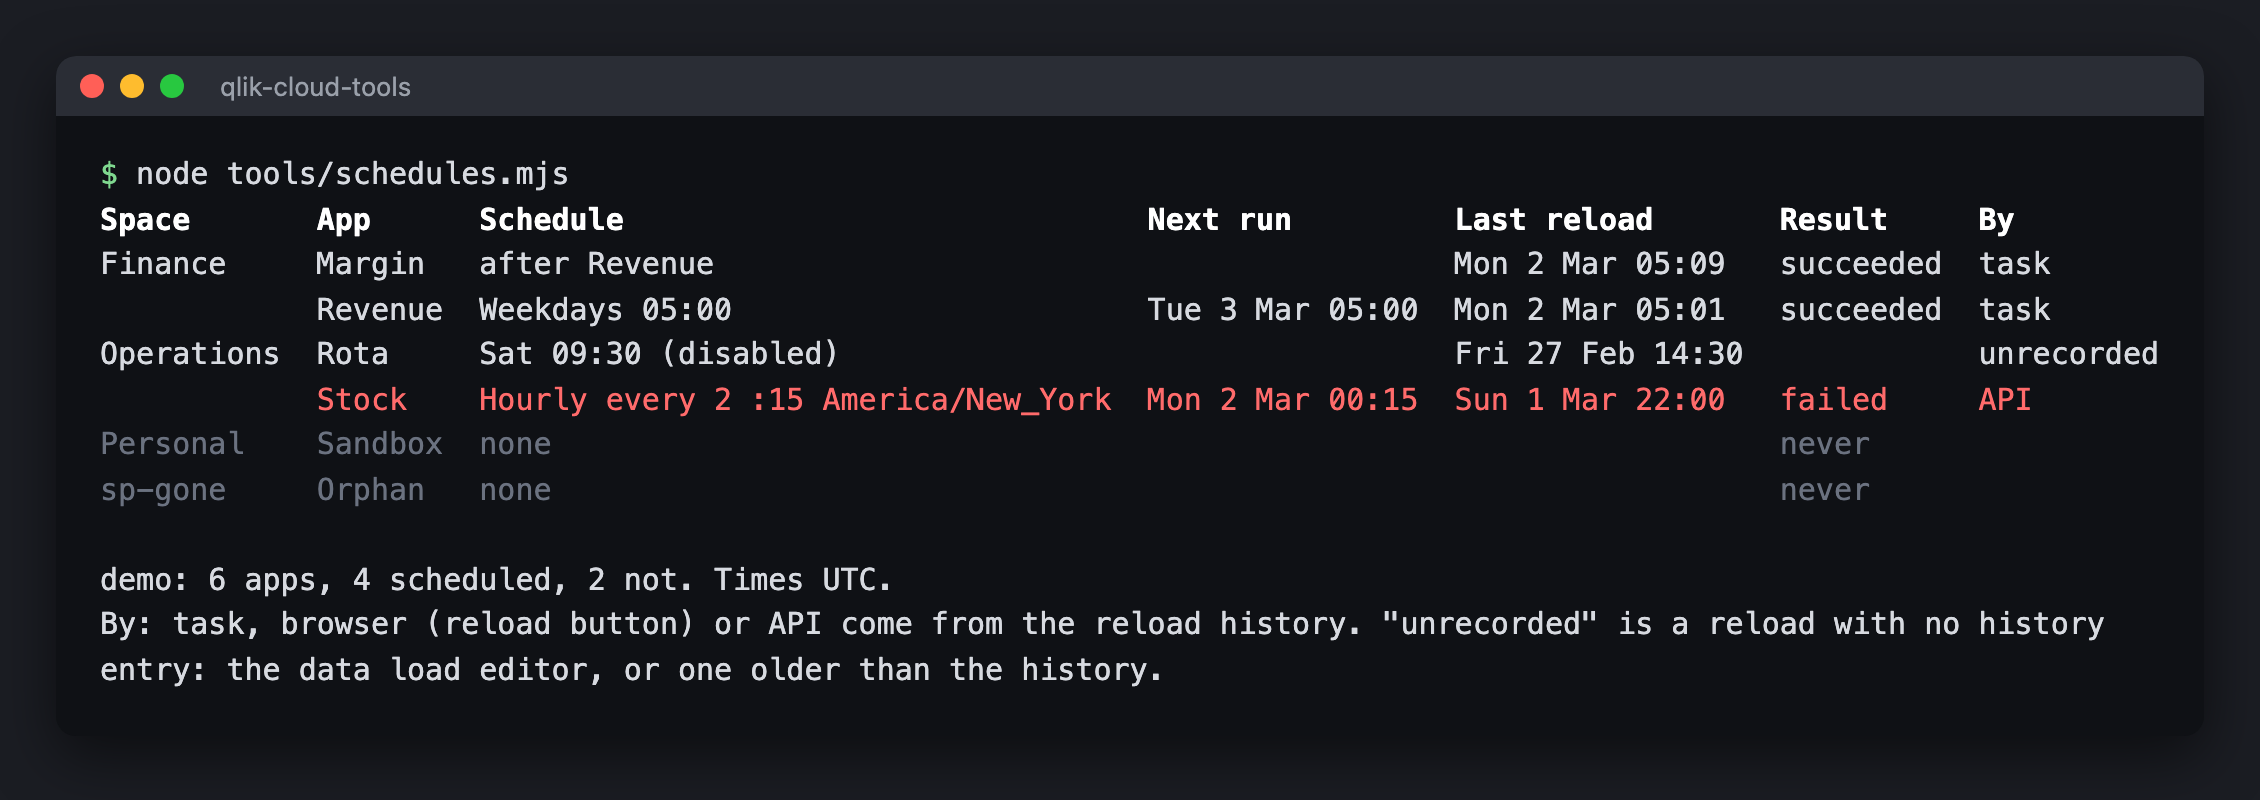 qlik-cloud-tools
$ node tools/schedules.mjs
Space App Schedule Next run Last reload Result By
Finance Margin after Revenue Mon 2 Mar 05:09 succeeded task
Revenue Weekdays 05:00 Tue 3 Mar 05:00 Mon 2 Mar 05:01 succeeded task
Operations Rota Sat 09:30 (disabled) Fri 27 Feb 14:30 unrecorded
Stock Hourly every 2 :15 America/New_York Mon 2 Mar 00:15 Sun 1 Mar 22:00 failed API
Personal Sandbox none never
sp-gone Orphan none never
demo: 6 apps, 4 scheduled, 2 not. Times UTC.
By: task, browser (reload button) or API come from the reload history. "unrecorded" is a reload with no history
entry: the data load editor, or one older than the history.